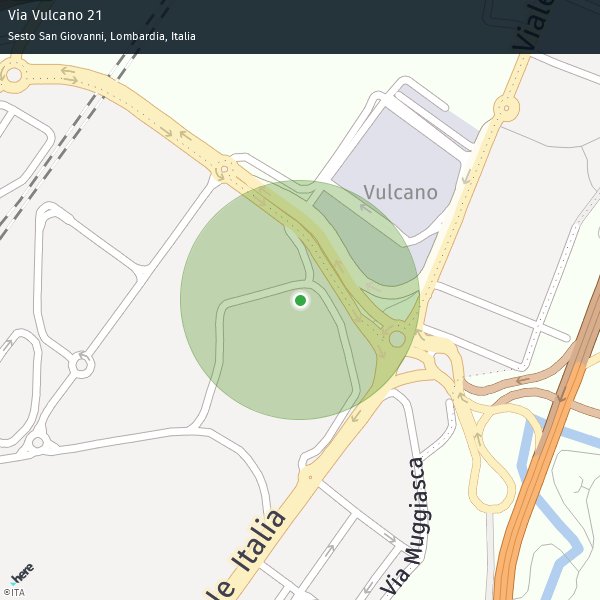 Via Vulcano 21
Sesto San Giovanni, Lombardia, Italia
Viale
Vulcano
le Italia
Via Muggiasca
here
©ITA